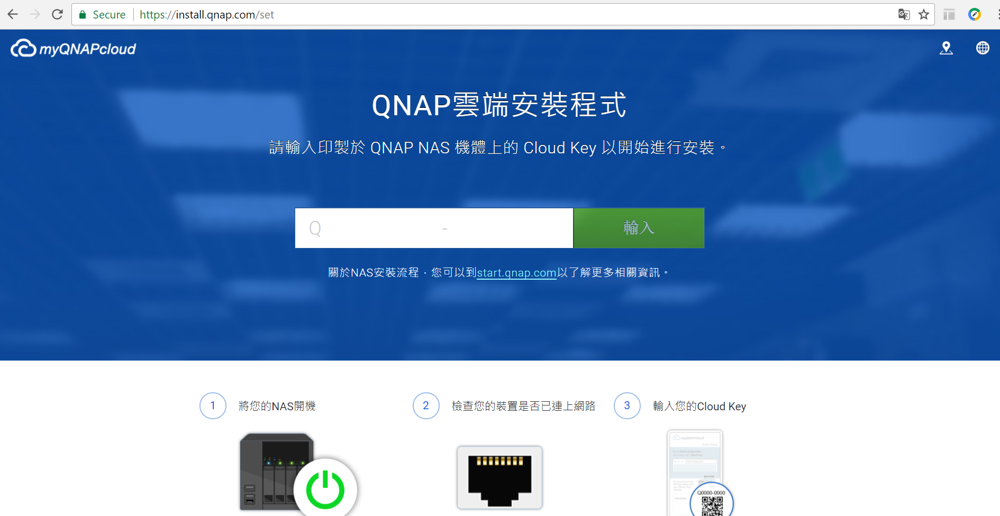 Secure
https://install.qnap.com/set
myQNAPcloud
QNAP雲端安裝程式
請輸入印製於 QNAP NAS 機體上的 Cloud Key 以開始進行安裝。
Q -
輸入
關於NAS安裝流程，您可以到start.qnap.com以了解更多相關資訊。
1 將您的NAS開機
2 檢查您的裝置是否已連上網路
3 輸入您的Cloud Key
myQNAPcloud
Quick Setup
Cloud Key
Q0000-0000